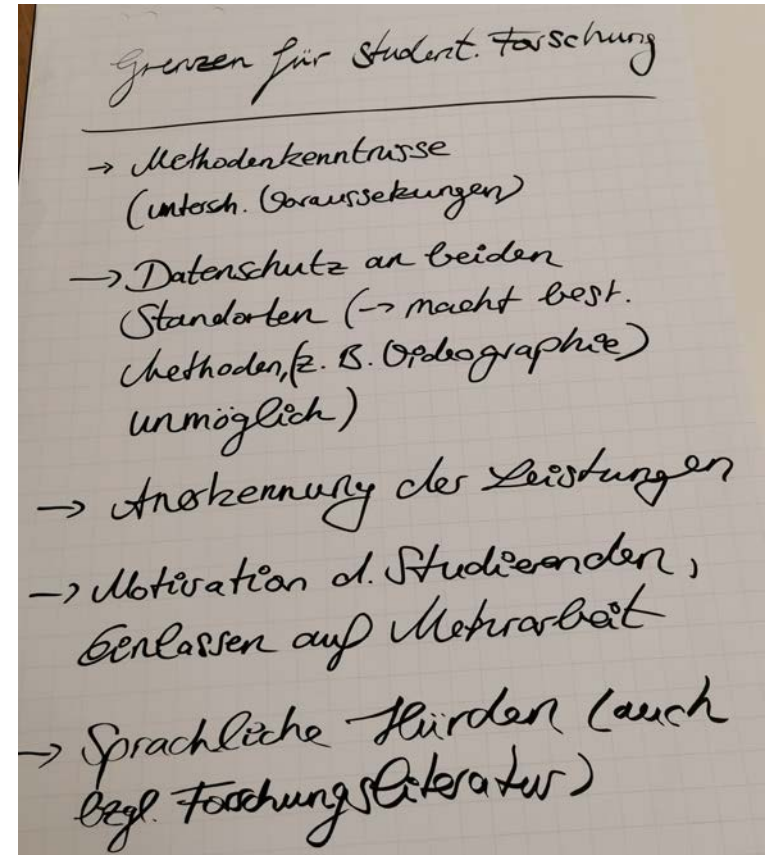 Grenzen für student. Forschung
→ Methodenkenntnisse
(untersch. Voraussetzungen)
→ Datenschutz an beiden
Standorten (→ macht best.
Methoden, (z. B. Videographie)
unmöglich)
→ Anerkennung der Leistungen
→ Motivation d. Studierenden,
Einlassen auf Mehrarbeit
→ Sprachliche Hürden (auch
bzgl. Forschungsliteratur)